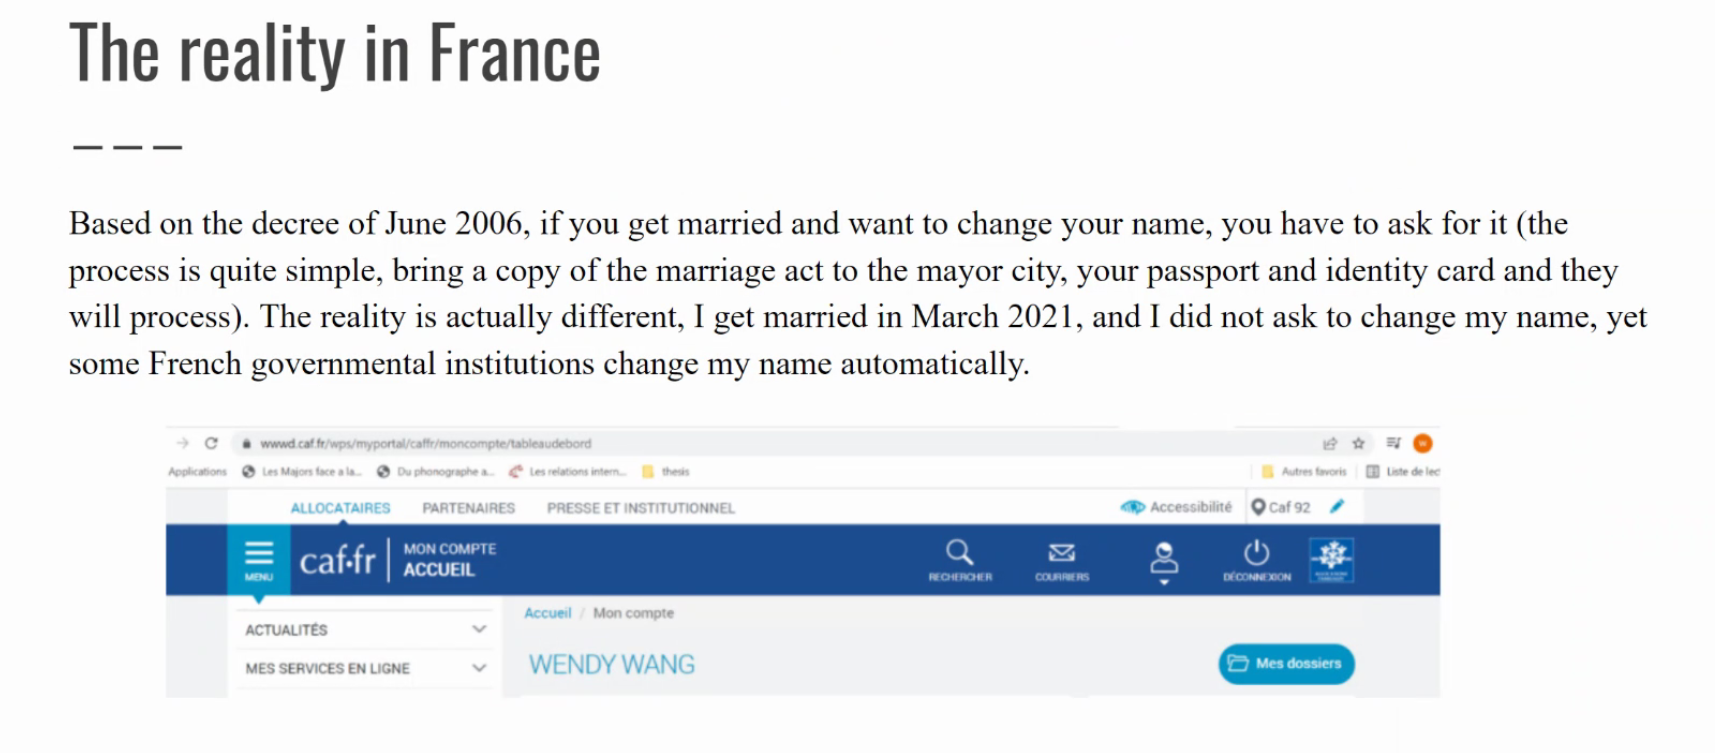 The reality in France
Based on the decree of June 2006, if you get married and want to change your name, you have to ask for it (the
process is quite simple, bring a copy of the marriage act to the mayor city, your passport and identity card and they
will process). The reality is actually different, I get married in March 2021, and I did not ask to change my name, yet
some French governmental institutions change my name automatically.
wwwd.caf.fr/wps/myportal/caffr/moncompte/tableaudebord
Applications Les Majors face a la... Du phonographe a... Les relations intern... thesis Autres favoris Liste de lec
ALLOCATAIRES PARTENAIRES PRESSE ET INSTITUTIONNEL Accessibilité Caf 92
MENU caf.fr MON COMPTE
ACCUEIL
RECHERCHER COURRIERS DÉCONNEXION
Accueil / Mon compte
ACTUALITÉS
MES SERVICES EN LIGNE WENDY WANG Mes dossiers